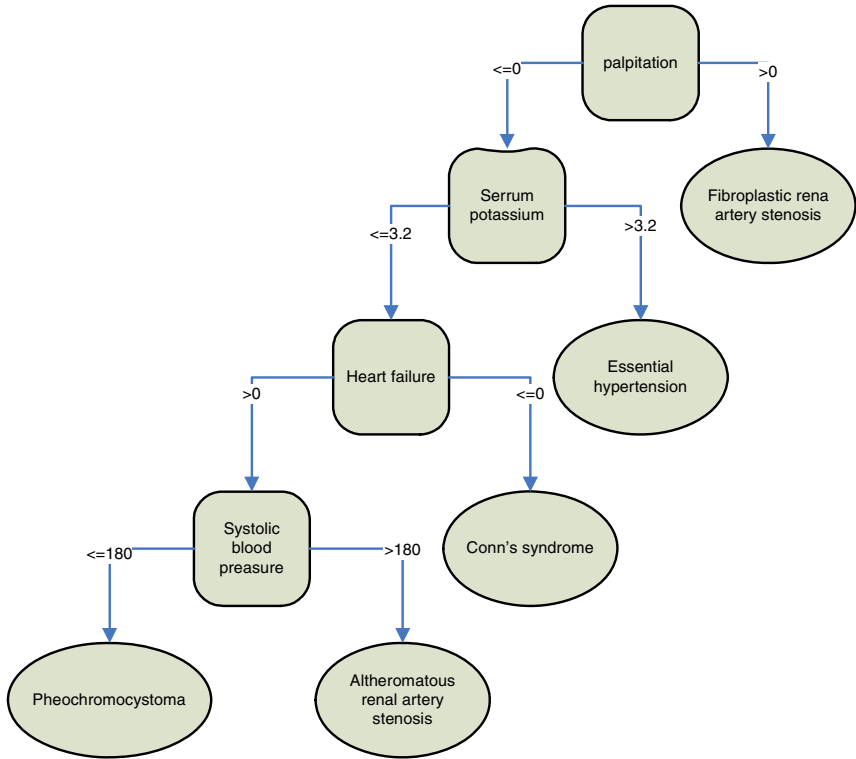 palpitation
<=0
>0
Serrum
potassium
Fibroplastic rena
artery stenosis
<=3.2
>3.2
Heart failure
Essential
hypertension
>0
<=0
Systolic
blood
preasure
Conn's syndrome
<=180
>180
Pheochromocystoma
Altheromatous
renal artery
stenosis